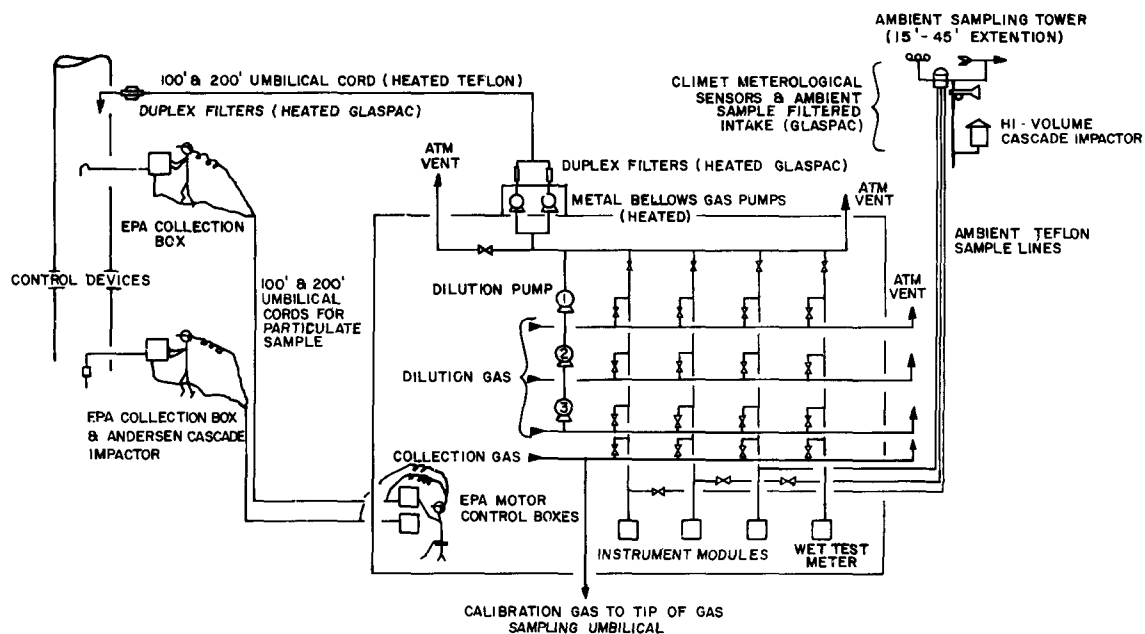 AMBIENT SAMPLING TOWER
(15'-45' EXTENTION)
100' & 200' UMBILICAL CORD (HEATED TEFLON)
DUPLEX FILTERS (HEATED GLASPAC)
CLIMET METEROLOGICAL
SENSORS & AMBIENT
SAMPLE FILTERED
INTAKE (GLASPAC)
HI-VOLUME
CASCADE IMPACTOR
ATM
VENT
DUPLEX FILTERS (HEATED GLASPAC)
METAL BELLOWS GAS PUMPS
(HEATED)
ATM
VENT
EPA COLLECTION
BOX
AMBIENT TEFLON
SAMPLE LINES
CONTROL DEVICES
100' & 200'
UMBILICAL
CORDS FOR
PARTICULATE
SAMPLE
DILUTION PUMP
1
ATM
VENT
2
DILUTION GAS
3
EPA COLLECTION BOX
& ANDERSEN CASCADE
IMPACTOR
COLLECTION GAS
EPA MOTOR
CONTROL BOXES
INSTRUMENT MODULES
WET TEST
METER
CALIBRATION GAS TO TIP OF GAS
SAMPLING UMBILICAL